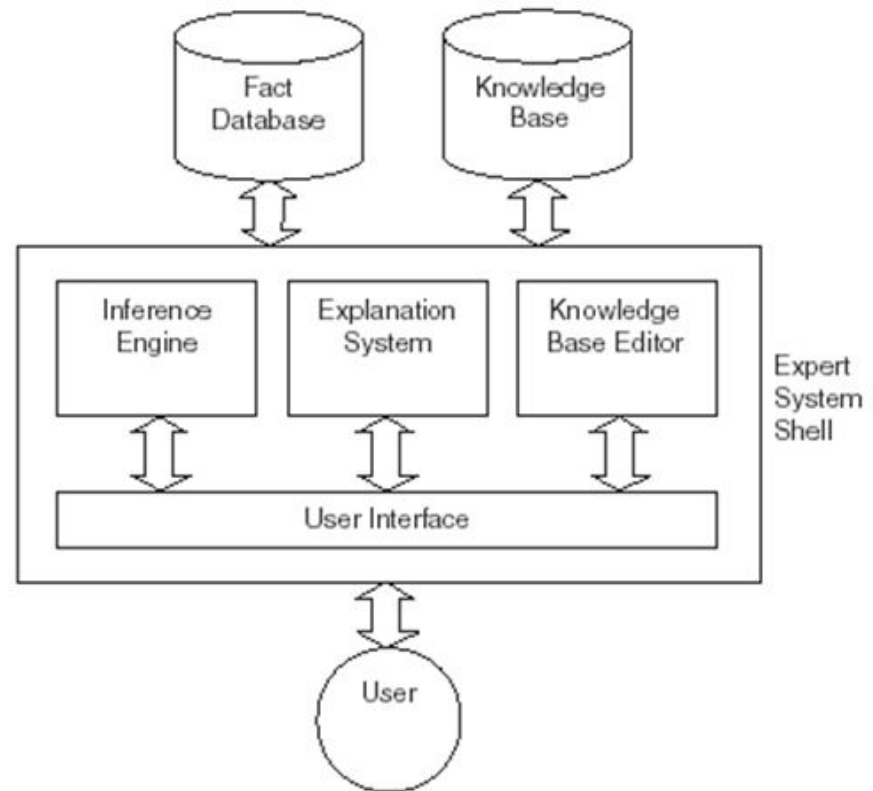 Fact
Database
Knowledge
Base
Inference
Engine
Explanation
System
Knowledge
Base Editor
Expert
System
Shell
User Interface
User